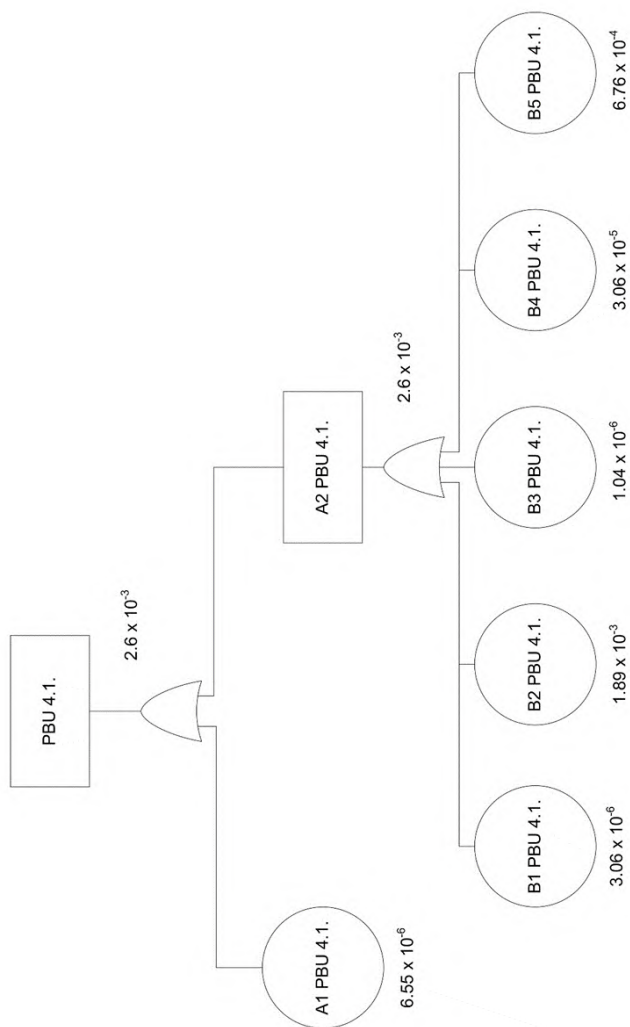 PBU 4.1.
2.6 x 10⁻³
A1 PBU 4.1.
6.55 x 10⁻⁶
A2 PBU 4.1.
2.6 x 10⁻³
B1 PBU 4.1.
3.06 x 10⁻⁶
B2 PBU 4.1.
1.89 x 10⁻³
B3 PBU 4.1.
1.04 x 10⁻⁶
B4 PBU 4.1.
3.06 x 10⁻⁵
B5 PBU 4.1.
6.76 x 10⁻⁴